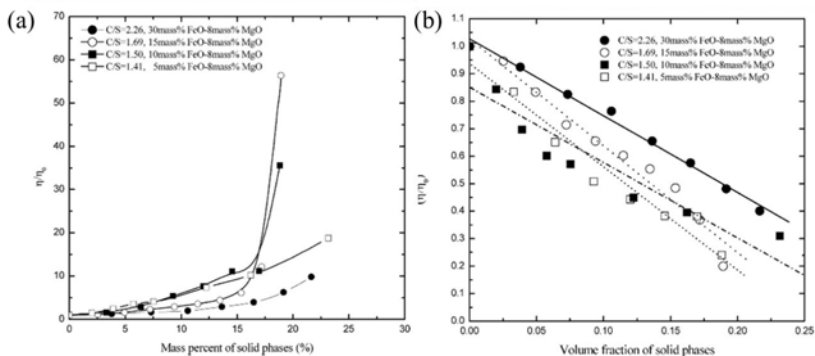 (a)
70
60
50
40
30
20
10
0
0 5 10 15 20 25 30
η/η₀
Mass percent of solid phases (%)
C/S=2.26, 30mass% FeO-8mass% MgO
C/S=1.69, 15mass% FeO-8mass% MgO
C/S=1.50, 10mass% FeO-8mass% MgO
C/S=1.41, 5mass% FeO-8mass% MgO
(b)
1.0
0.9
0.8
0.7
0.6
0.5
0.4
0.3
0.2
0.1
0.0
0.00 0.05 0.10 0.15 0.20 0.25
Volume fraction of solid phases
C/S=2.26, 30mass% FeO-8mass% MgO
C/S=1.69, 15mass% FeO-8mass% MgO
C/S=1.50, 10mass% FeO-8mass% MgO
C/S=1.41, 5mass% FeO-8mass% MgO